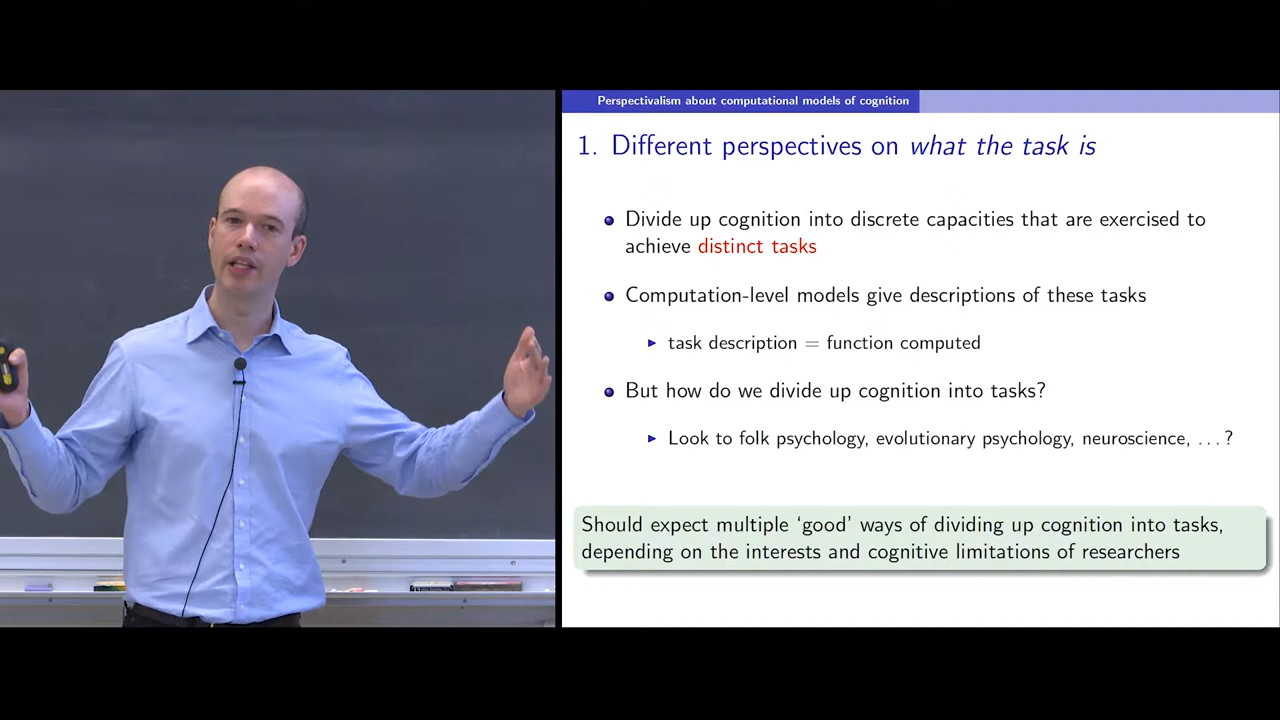 Perspectivalism about computational models of cognition
1. Different perspectives on what the task is
Divide up cognition into discrete capacities that are exercised to
achieve distinct tasks
Computation-level models give descriptions of these tasks
task description = function computed
But how do we divide up cognition into tasks?
Look to folk psychology, evolutionary psychology, neuroscience, . . . ?
Should expect multiple ‘good’ ways of dividing up cognition into tasks,
depending on the interests and cognitive limitations of researchers